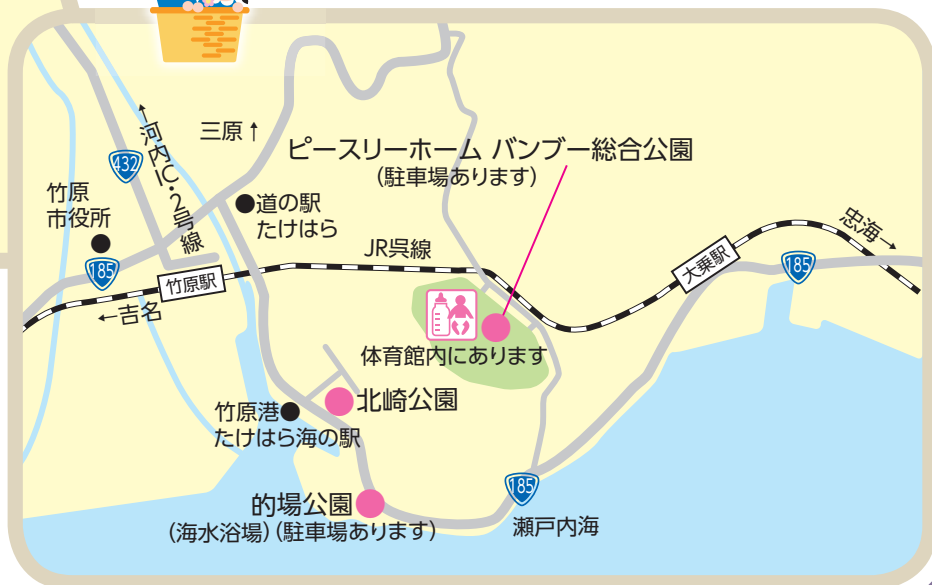 三原↑
↑河内IC・2号線
432
ピースリーホーム バンブー総合公園
(駐車場あります)
竹原
市役所
道の駅
たけはら
185
JR呉線
竹原駅
大乗駅
忠海→
185
←吉名
体育館内にあります
北崎公園
竹原港
たけはら海の駅
的場公園
(海水浴場)(駐車場あります)
185
瀬戸内海